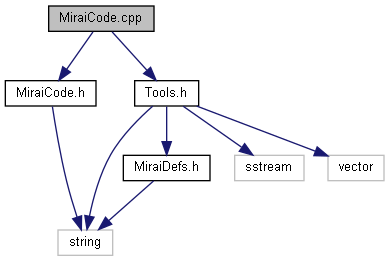 MiraiCode.cpp
MiraiCode.h
Tools.h
MiraiDefs.h
sstream
vector
string